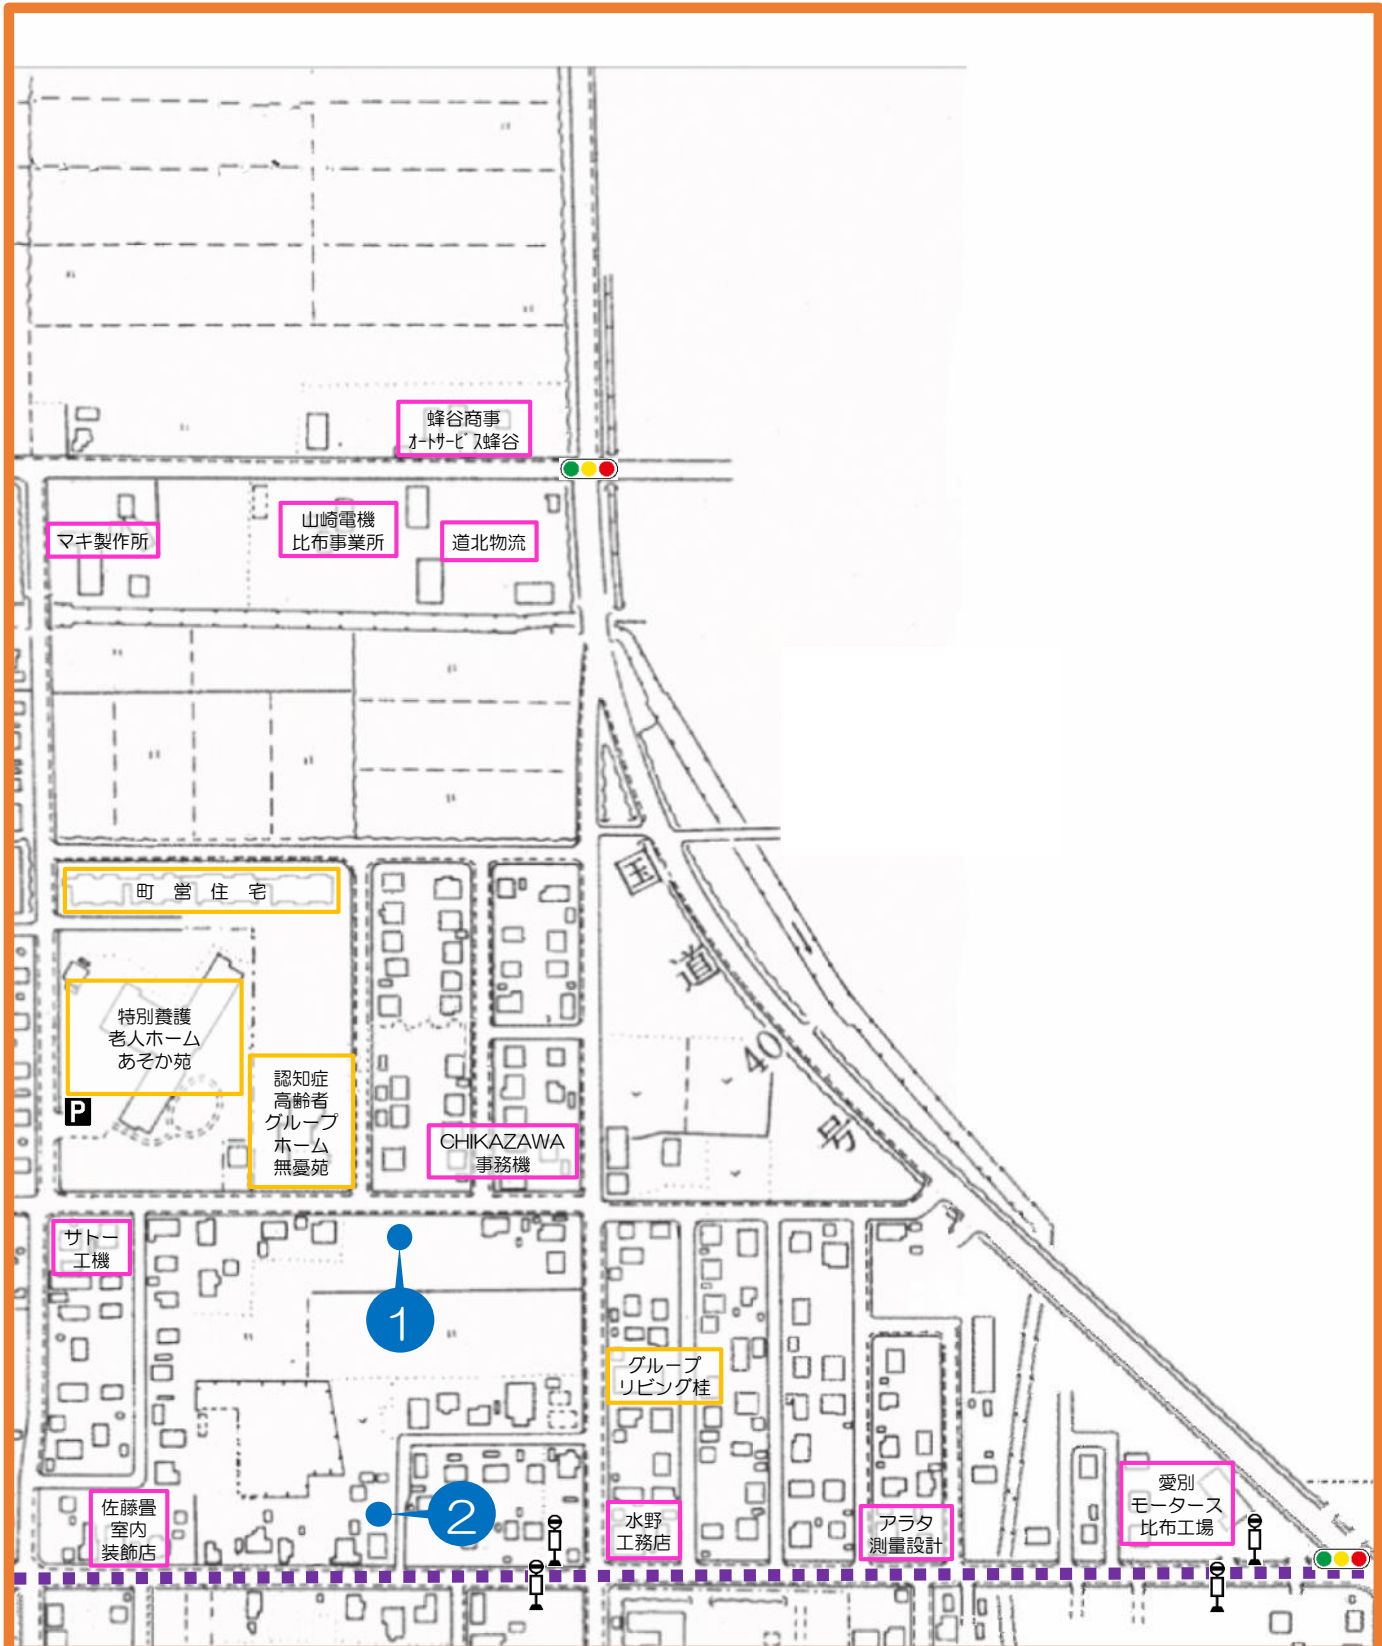 蜂谷商事
オートサービス蜂谷
マキ製作所
山崎電機
比布事業所
道北物流
町営住宅
国道40号
特別養護
老人ホーム
あそか苑
P
認知症
高齢者
グループ
ホーム
無憂苑
CHIKAZAWA
事務機
サトー
工機
1
グループ
リビング桂
佐藤畳
室内
装飾店
2
水野
工務店
アラタ
測量設計
愛別
モータース
比布工場